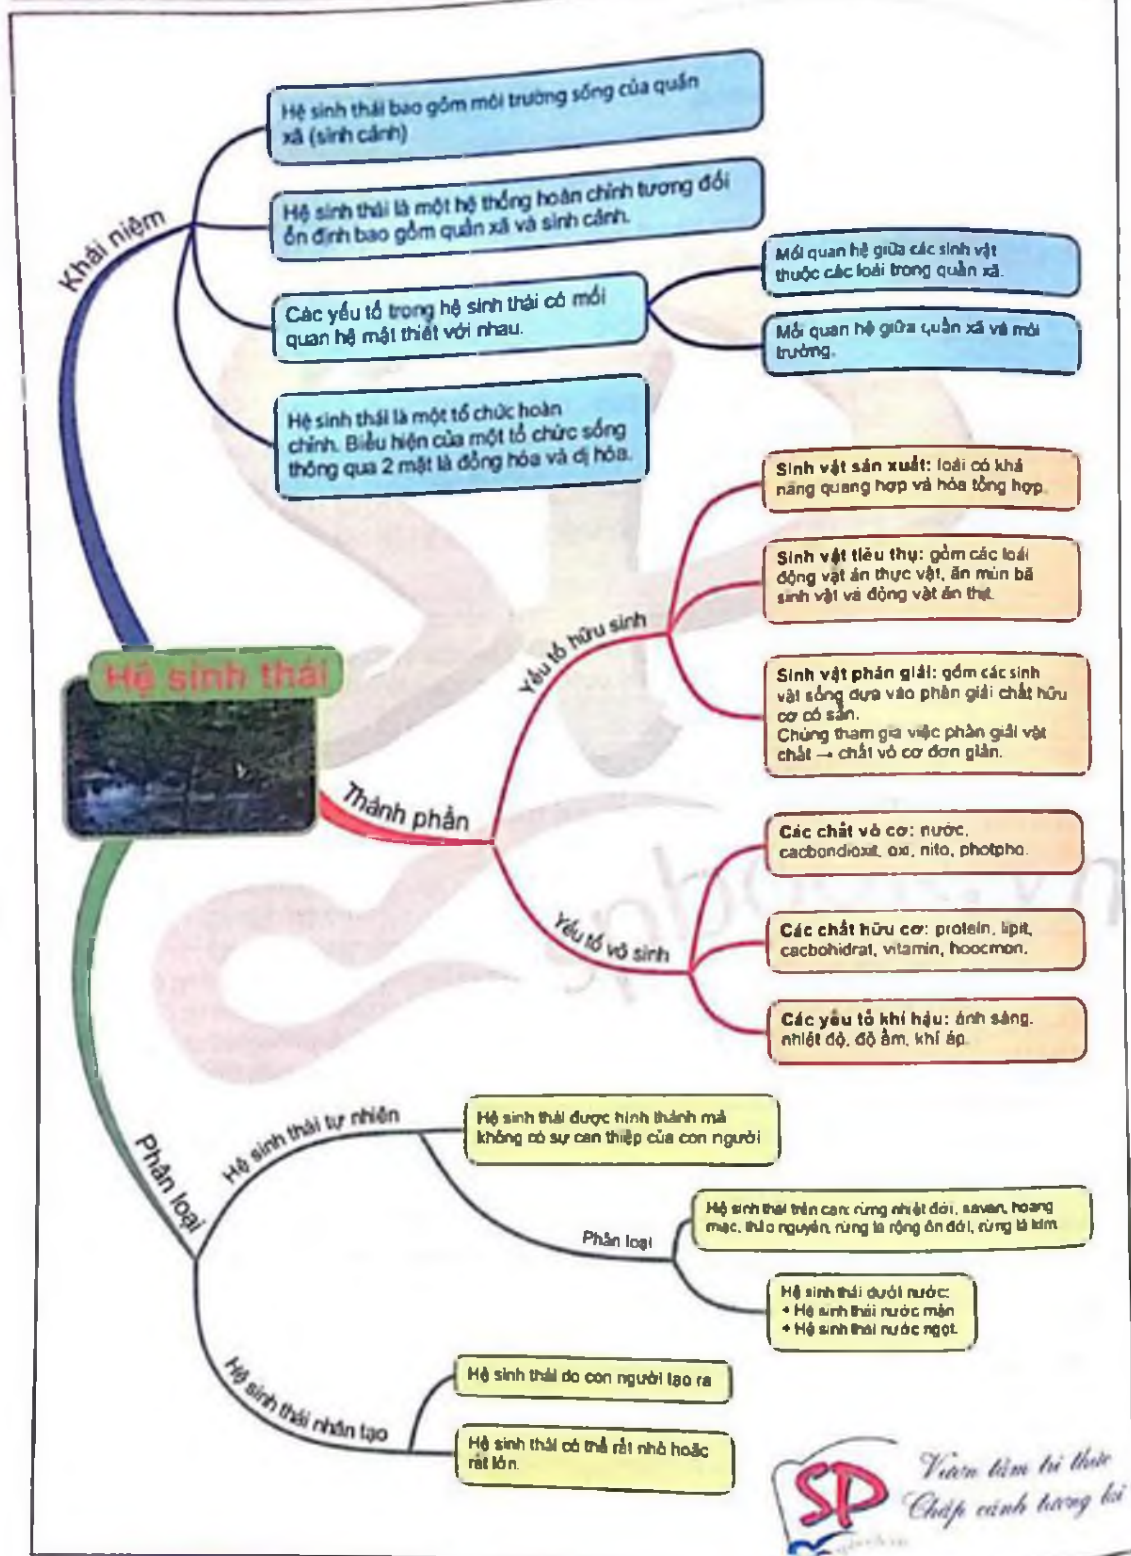 Khái niệm
Hệ sinh thái bao gồm môi trường sống của quần
xã (sinh cảnh)
Hệ sinh thái là một hệ thống hoàn chỉnh tương đối
ổn định bao gồm quần xã và sinh cảnh.
Các yếu tố trong hệ sinh thái có mối
quan hệ mật thiết với nhau.
Mối quan hệ giữa các sinh vật
thuộc các loài trong quần xã.
Mối quan hệ giữa quần xã và môi
trường.
Hệ sinh thái là một tổ chức hoàn
chỉnh. Biểu hiện của một tổ chức sống
thông qua 2 mặt là đồng hóa và dị hóa.
Hệ sinh thái
Thành phần
Yếu tố hữu sinh
Sinh vật sản xuất: loài có khả
năng quang hợp và hóa tổng hợp.
Sinh vật tiêu thụ: gồm các loài
động vật ăn thực vật, ăn mùn bã
sinh vật và động vật ăn thịt.
Sinh vật phân giải: gồm các sinh
vật sống dựa vào phân giải chất hữu
cơ có sẵn.
Chúng tham gia việc phân giải vật
chất → chất vô cơ đơn giản.
Yếu tố vô sinh
Các chất vô cơ: nước,
cacbondioxit, oxi, nito, photpho.
Các chất hữu cơ: protein, lipit,
cacbohidrat, vitamin, hoocmon.
Các yếu tố khí hậu: ánh sáng,
nhiệt độ, độ ẩm, khí áp.
Phân loại
Hệ sinh thái tự nhiên
Hệ sinh thái được hình thành mà
không có sự can thiệp của con người
Phân loại
Hệ sinh thái trên cạn: rừng nhiệt đới, savan, hoang
mạc, thảo nguyên, rừng lá rộng ôn đới, rừng lá kim
Hệ sinh thái dưới nước:
+ Hệ sinh thái nước mặn
+ Hệ sinh thái nước ngọt.
Hệ sinh thái nhân tạo
Hệ sinh thái do con người tạo ra
Hệ sinh thái có thể rất nhỏ hoặc
rất lớn.
SP
Vươn tầm tri thức
Chắp cánh tương lai